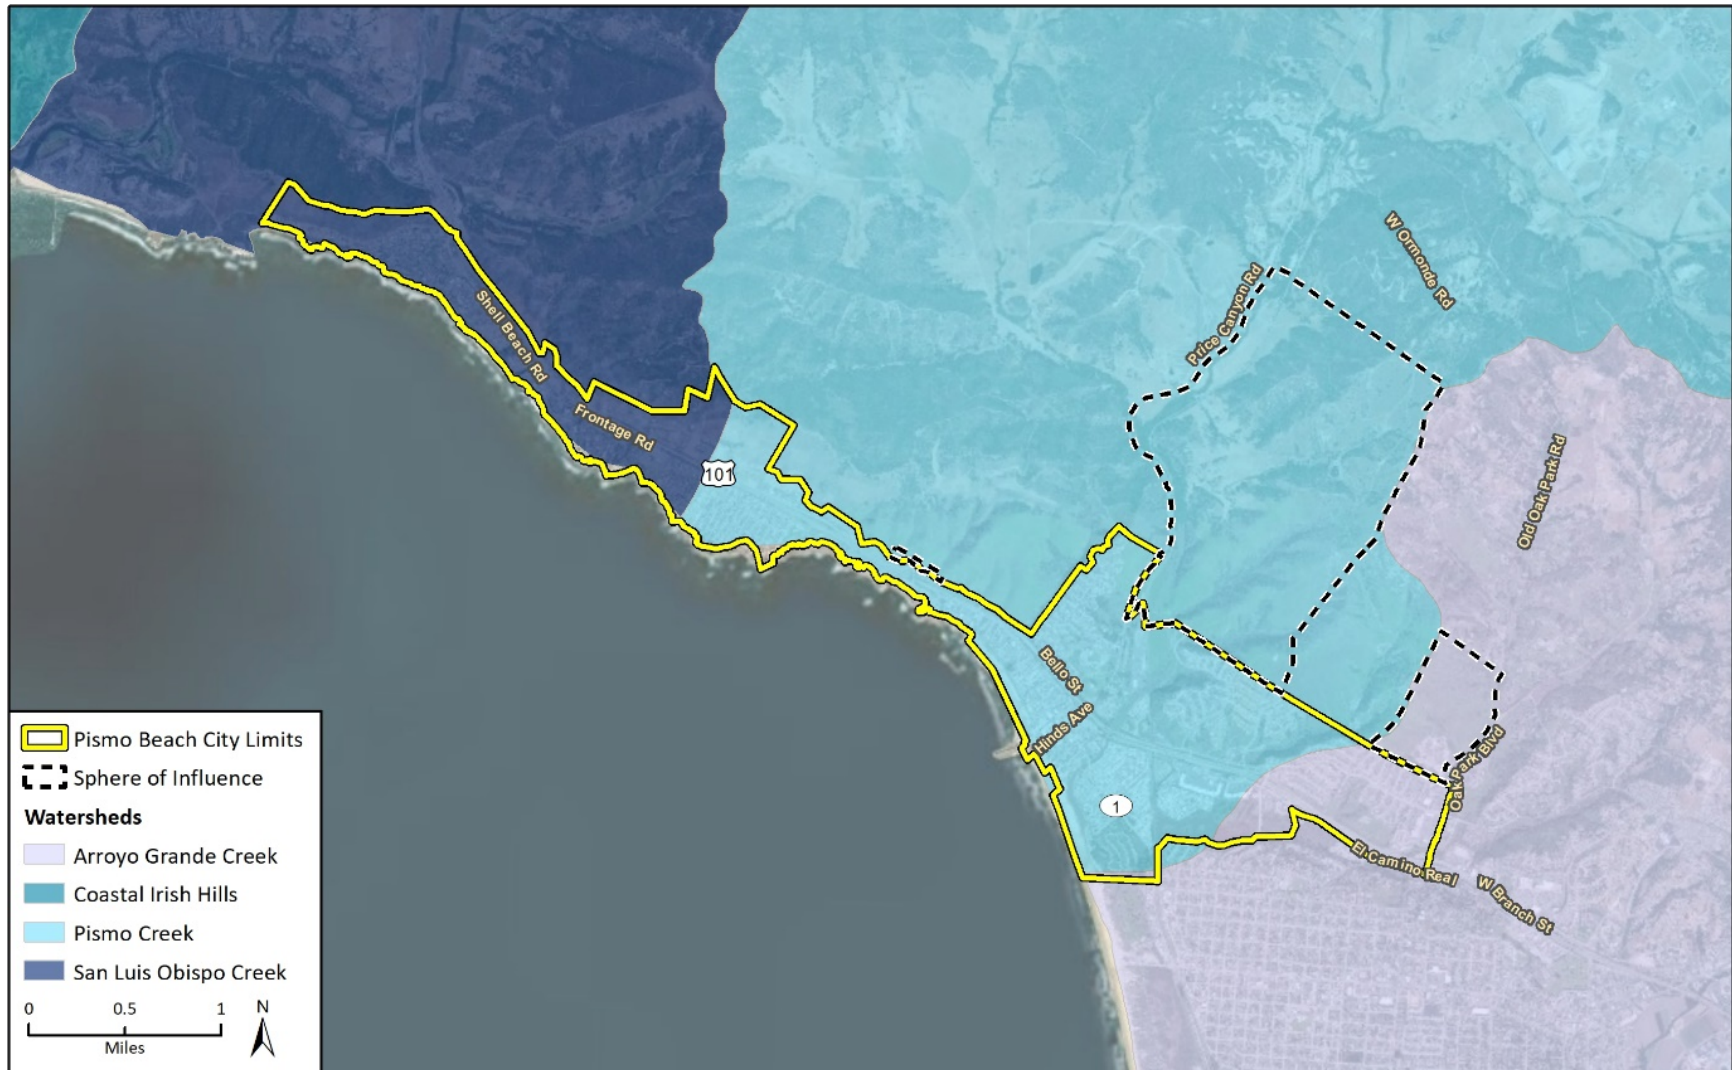 W Ormonde Rd
Price Canyon Rd
Shell Beach Rd
Frontage Rd
101
Old Oak Park Rd
Bello St
Hinds Ave
Oak Park Blvd
1
El Camino Real
W Branch St
Pismo Beach City Limits
Sphere of Influence
Watersheds
Arroyo Grande Creek
Coastal Irish Hills
Pismo Creek
San Luis Obispo Creek
0 0.5 1
Miles
N